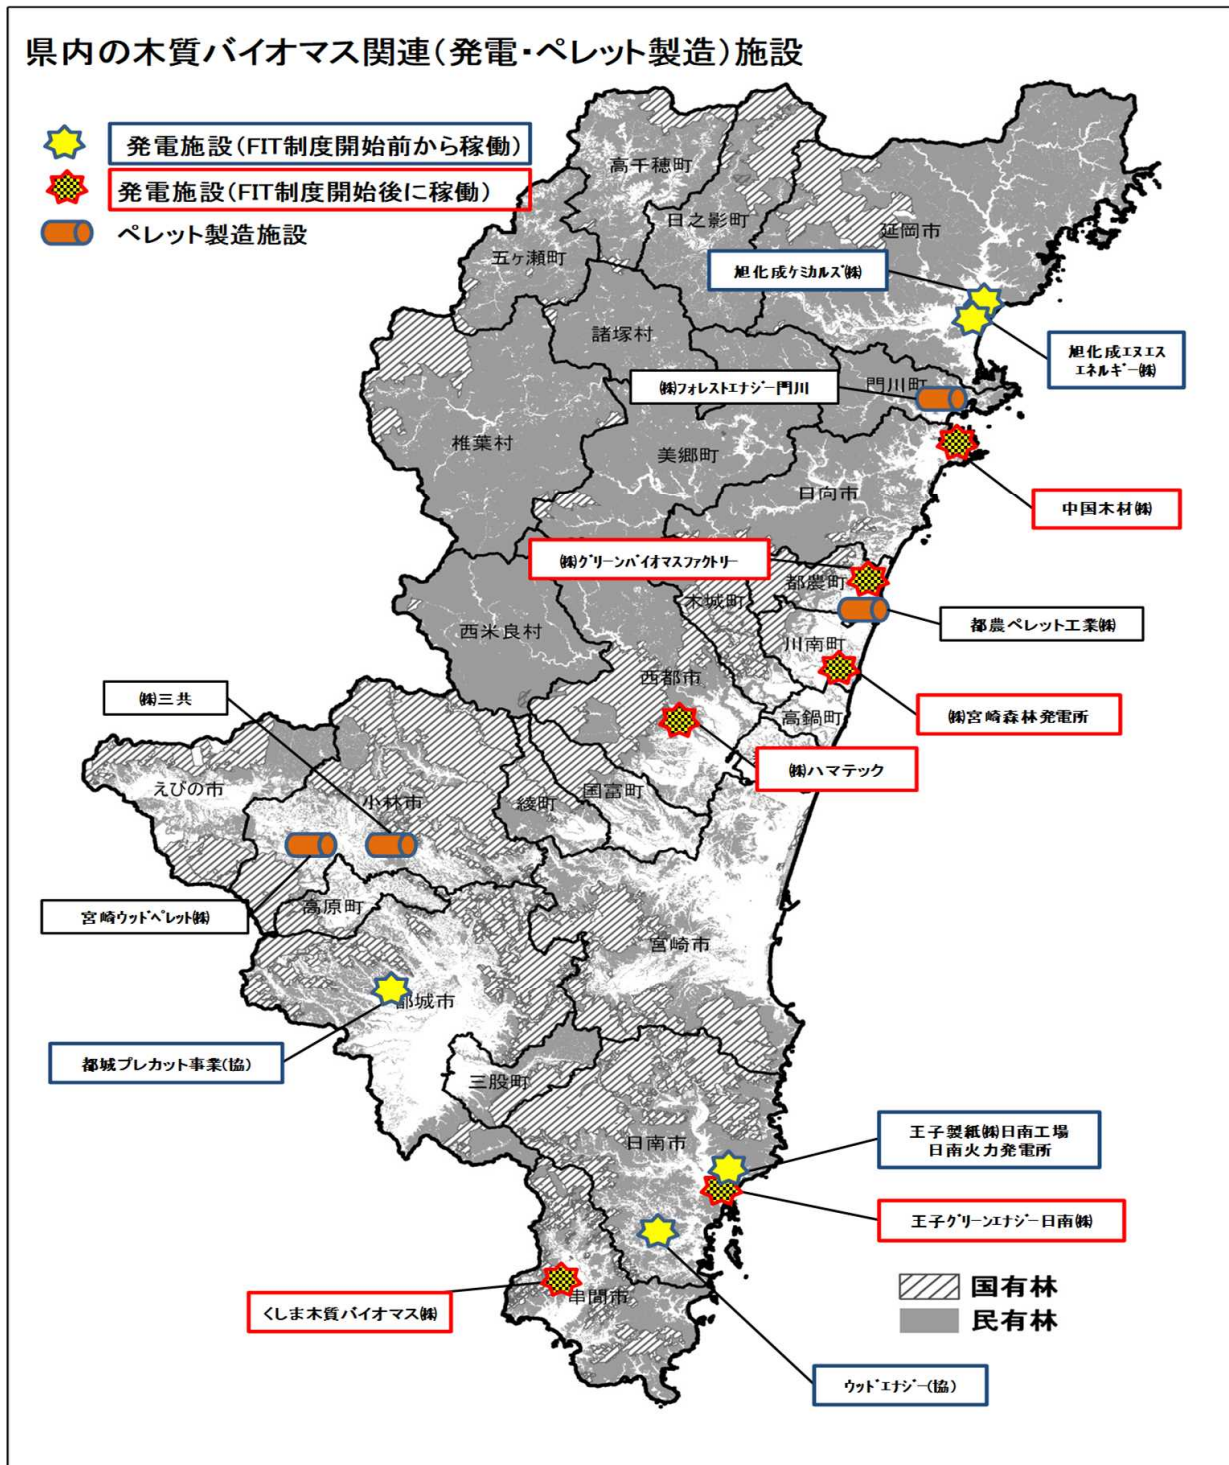 県内の木質バイオマス関連（発電・ペレット製造）施設
発電施設（FIT制度開始前から稼働）
発電施設（FIT制度開始後に稼働）
ペレット製造施設
高千穂町
日之影町
延岡市
五ヶ瀬町
旭化成ｹﾐｶﾙｽﾞ㈱
諸塚村
旭化成ｴﾇｴｽ
ｴﾈﾙｷﾞｰ㈱
㈱ﾌｫﾚｽﾄｴﾅｼﾞｰ門川
門川町
椎葉村
美郷町
日向市
中国木材㈱
㈱ｸﾞﾘｰﾝﾊﾞｲｵﾏｽﾌｧｸﾄﾘｰ
都農町
木城町
都農ペレット工業㈱
西米良村
川南町
西都市
㈱三共
高鍋町
㈱宮崎森林発電所
㈱ハマテック
えびの市
小林市
綾町
国富町
宮崎ｳｯﾄﾞﾍﾟﾚｯﾄ㈱
高原町
宮崎市
都城市
都城プレカット事業(協)
三股町
日南市
王子製紙㈱日南工場
日南火力発電所
王子ｸﾞﾘｰﾝｴﾅｼﾞｰ日南㈱
国有林
くしま木質バイオマス㈱
串間市
民有林
ｳｯﾄﾞｴﾅｼﾞｰ(協)